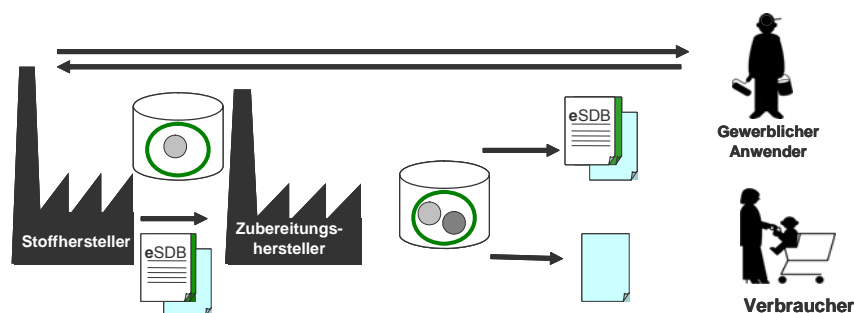 eSDB
Gewerblicher
Anwender
Stoffhersteller
Zubereitungs-
hersteller
eSDB
Verbraucher